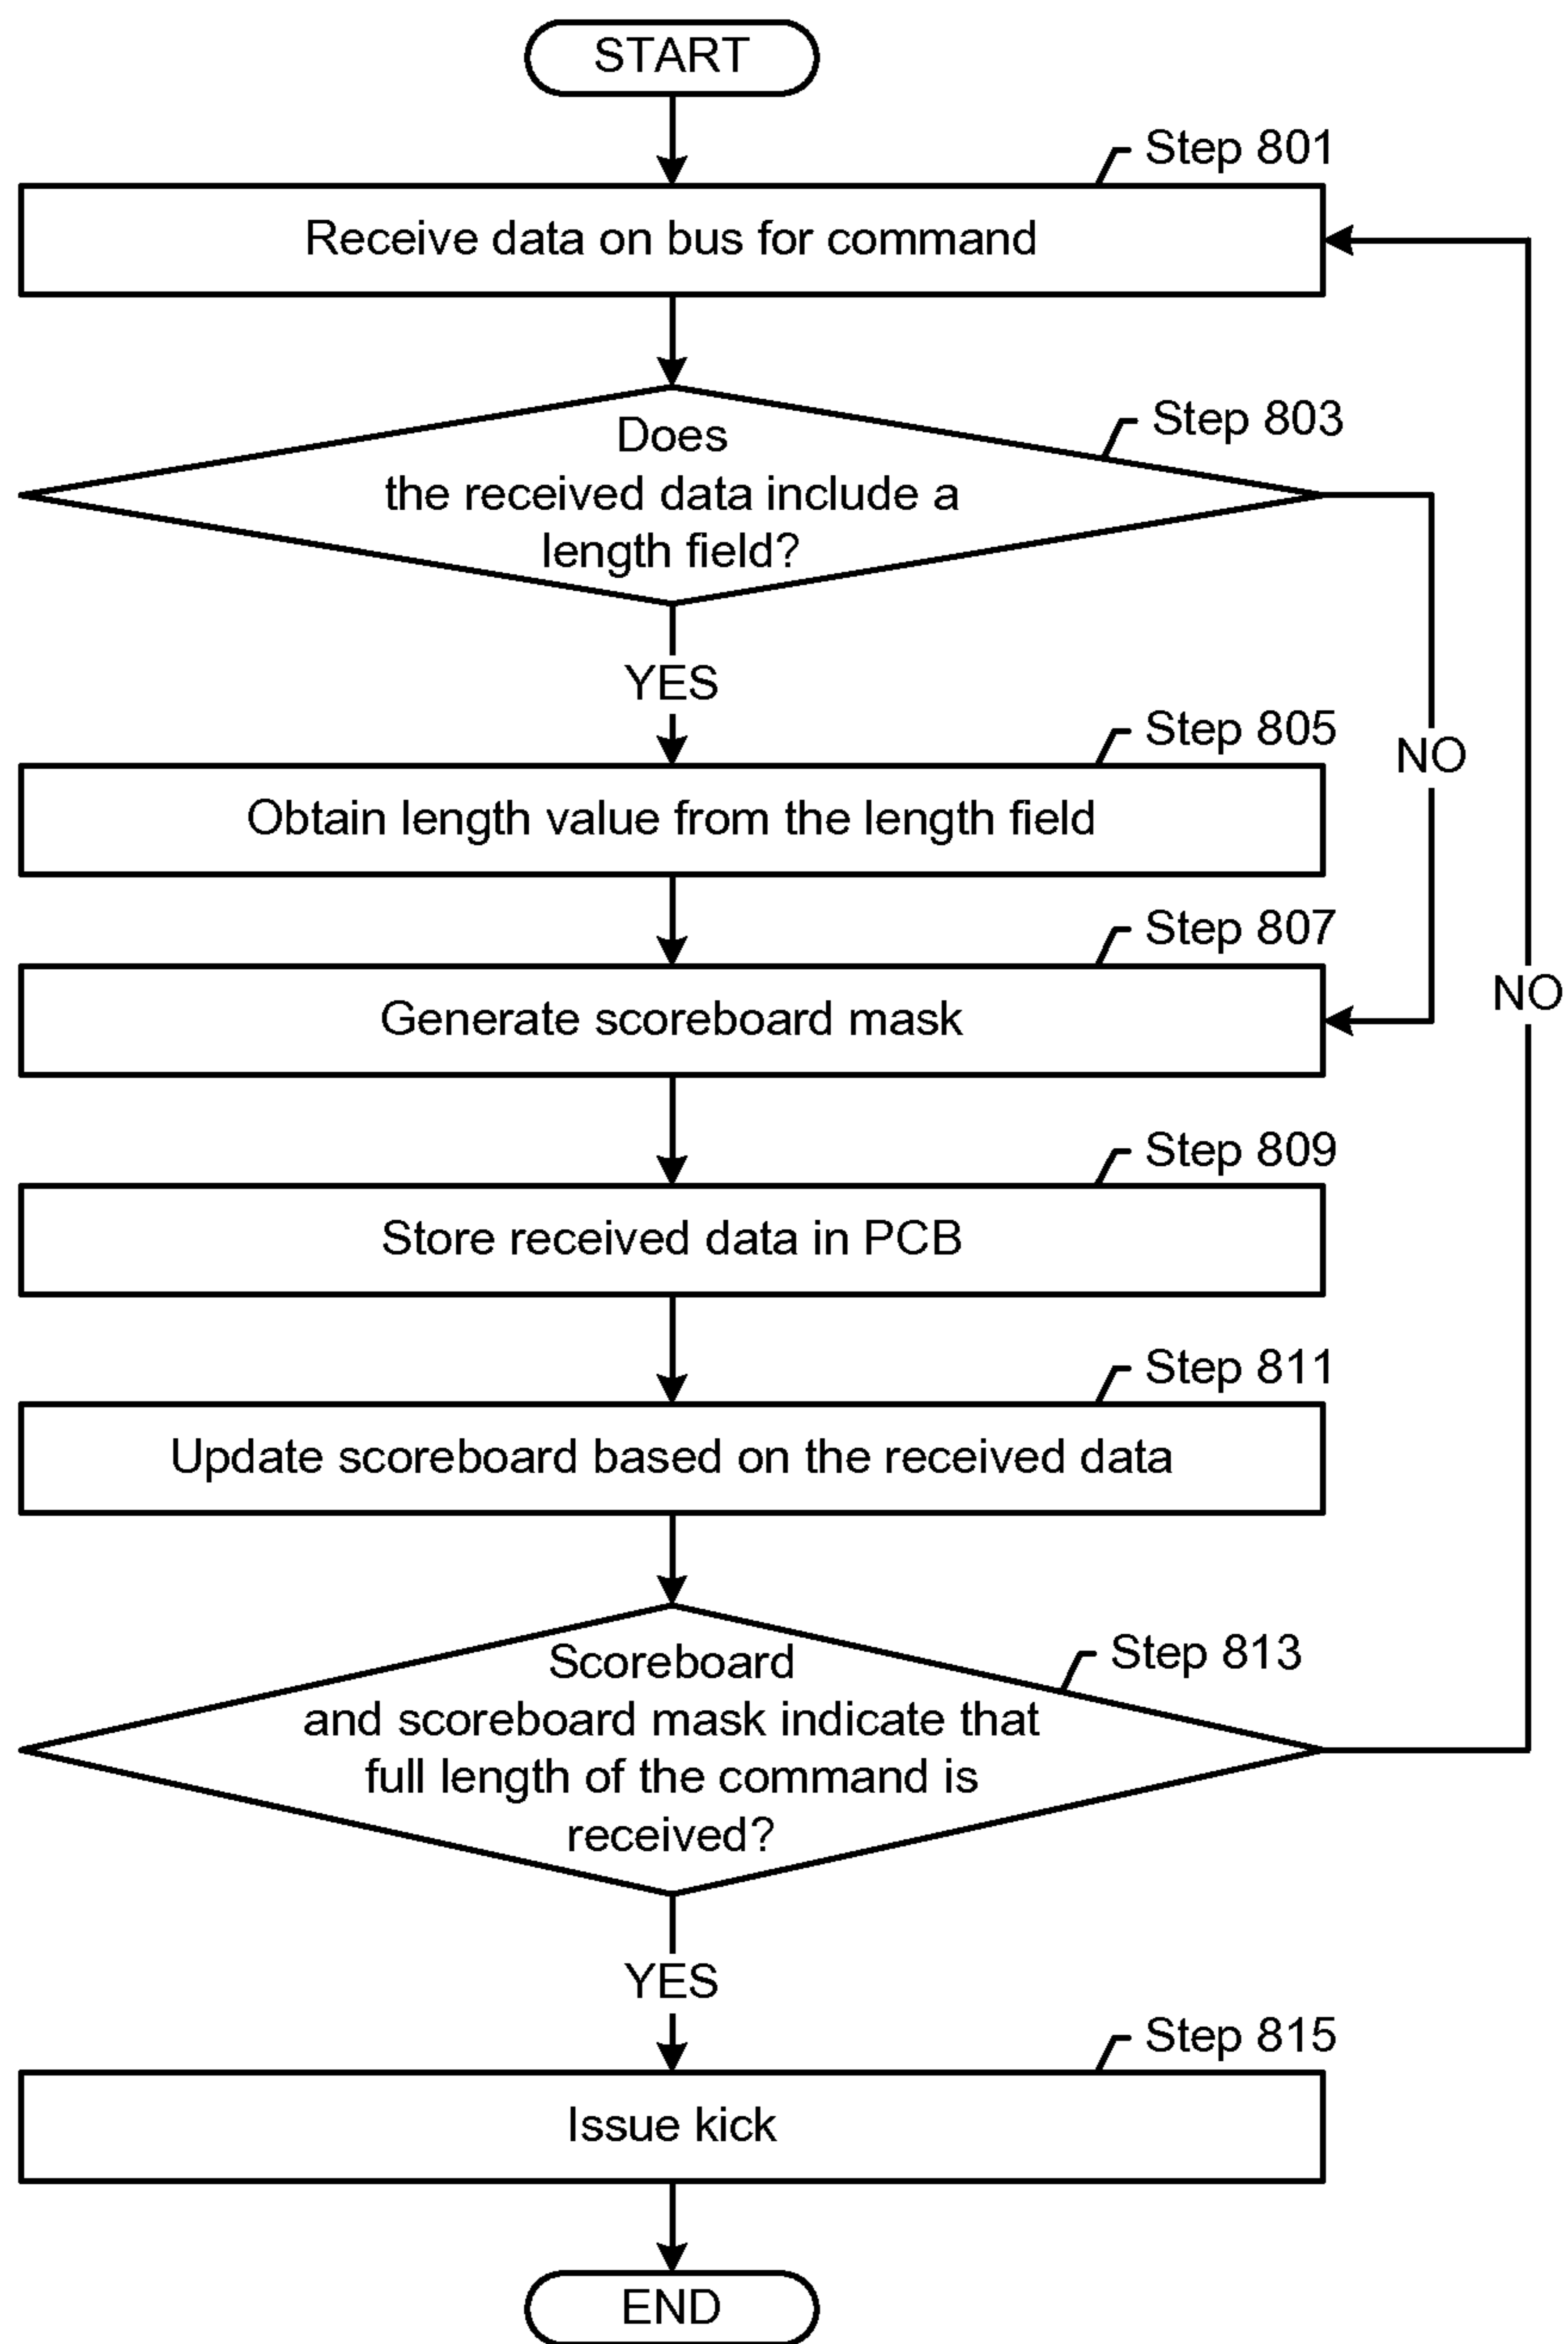 START
Step 801
Receive data on bus for command
Step 803
Does
the received data include a
length field?
YES
NO
Step 805
Obtain length value from the length field
Step 807
Generate scoreboard mask
NO
Step 809
Store received data in PCB
Step 811
Update scoreboard based on the received data
Step 813
Scoreboard
and scoreboard mask indicate that
full length of the command is
received?
YES
Step 815
Issue kick
END